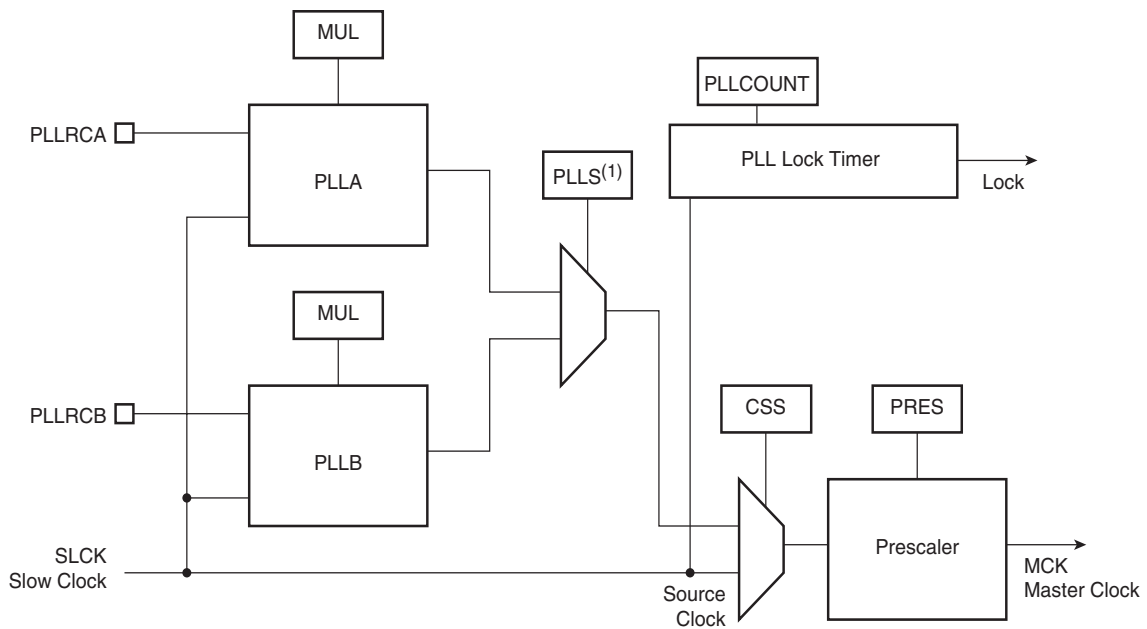 MUL
PLLCOUNT
PLLRCA
PLLA
PLL Lock Timer
Lock
PLLS(1)
MUL
PLLRCB
PLLB
CSS
PRES
Prescaler
SLCK
Slow Clock
Source
Clock
MCK
Master Clock